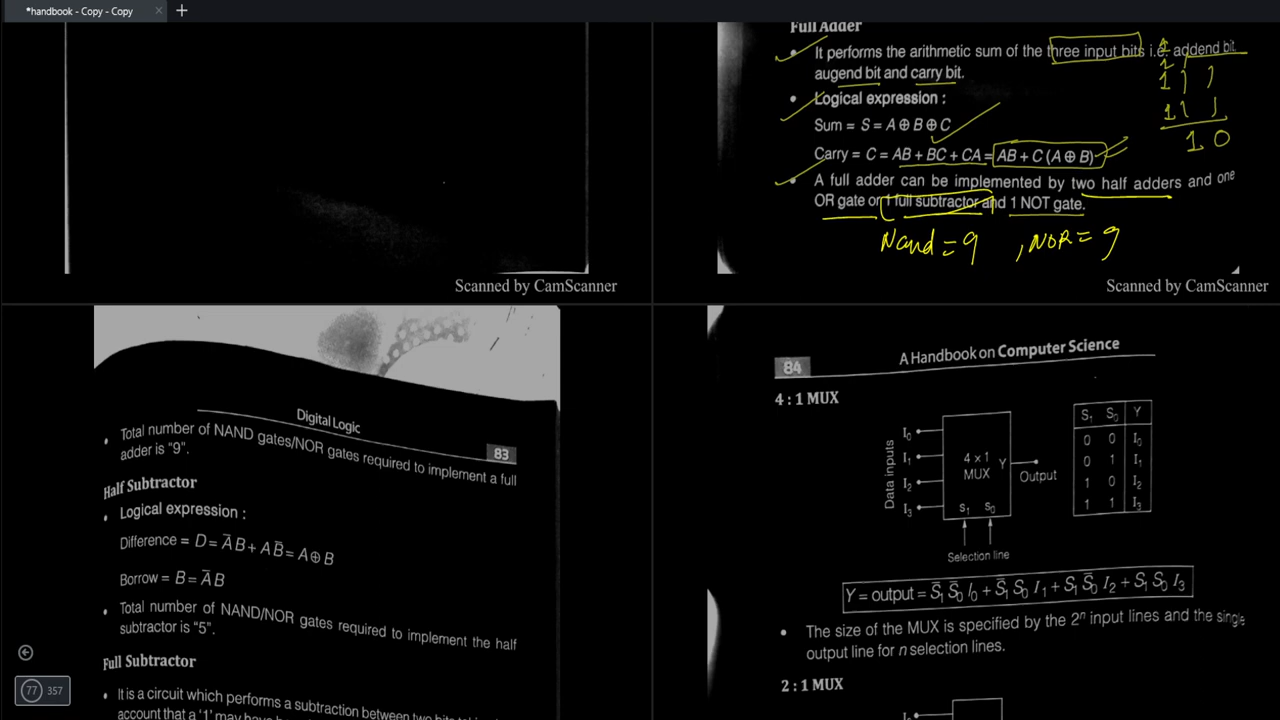 *handbook - Copy - Copy
Full Adder
• It performs the arithmetic sum of the three input bits i.e. addend bit,
augend bit and carry bit.
• Logical expression :
Sum = S = A ⊕ B ⊕ C
Carry = C = AB + BC + CA = AB + C (A ⊕ B)
• A full adder can be implemented by two half adders and one
OR gate or 1 full subtractor and 1 NOT gate.
Nand = 9 , NOR = 9
1 1 1
1 1 1
1 0
Scanned by CamScanner
Scanned by CamScanner
Digital Logic
83
• Total number of NAND gates/NOR gates required to implement a full
adder is "9".
Half Subtractor
• Logical expression :
Difference = D = A̅B + AB̅ = A ⊕ B
Borrow = B = A̅B
• Total number of NAND/NOR gates required to implement the half
subtractor is "5".
Full Subtractor
• It is a circuit which performs a subtraction between two bits
account that a '1' may have
77 357
84
A Handbook on Computer Science
4 : 1 MUX
Data inputs
I0
I1
I2
I3
4 × 1
MUX
Y
Output
S1 S0
Selection line
S1 S0 Y
0 0 I0
0 1 I1
1 0 I2
1 1 I3
Y = output = S̅1 S̅0 I0 + S̅1 S0 I1 + S1 S̅0 I2 + S1 S0 I3
• The size of the MUX is specified by the 2ⁿ input lines and the single
output line for n selection lines.
2 : 1 MUX